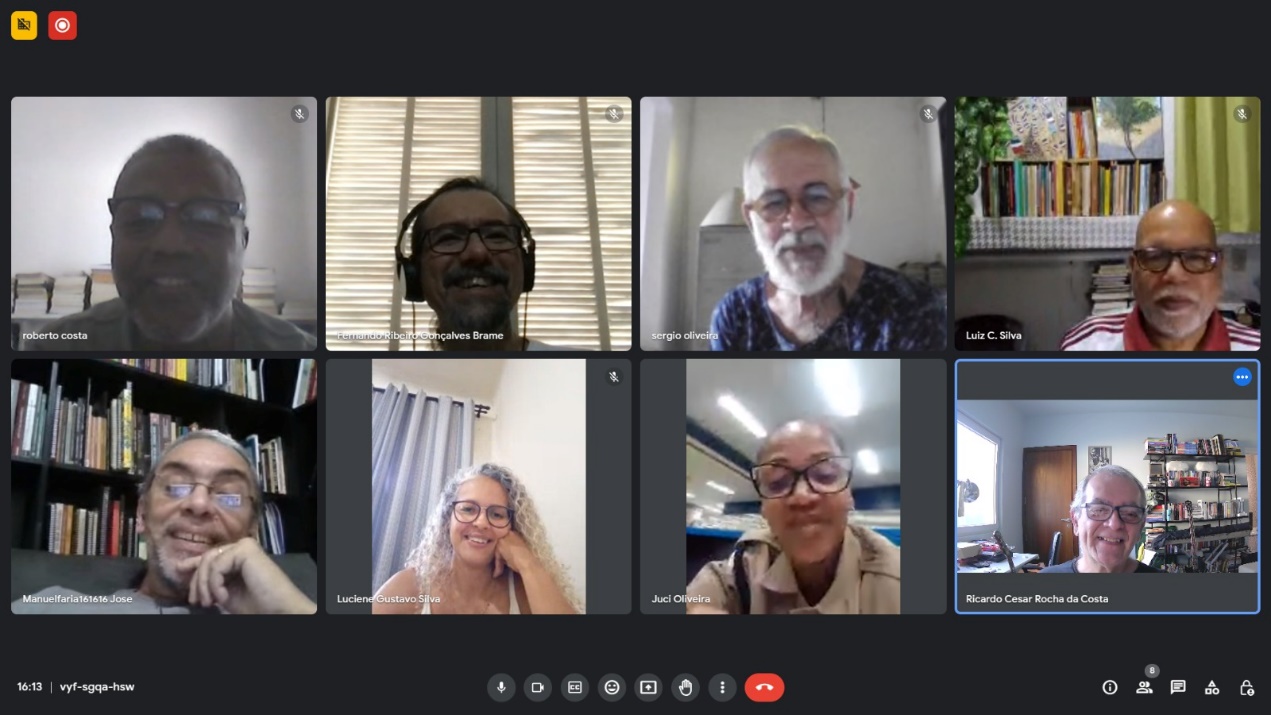 roberto costa
Fernando Ribeiro Gonçalves Brame
sergio oliveira
Luiz C. Silva
Manuelfaria161616 Jose
Luciene Gustavo Silva
Juci Oliveira
Ricardo Cesar Rocha da Costa
16:13 | vyf-sgqa-hsw
CC
8